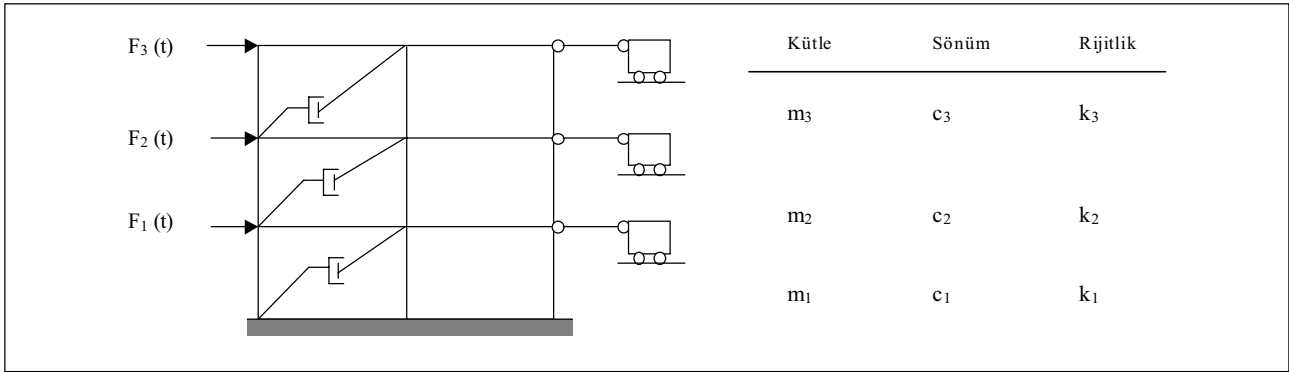 F₃ (t)
F₂ (t)
F₁ (t)
Kütle Sönüm Rijitlik
m₃ c₃ k₃
m₂ c₂ k₂
m₁ c₁ k₁